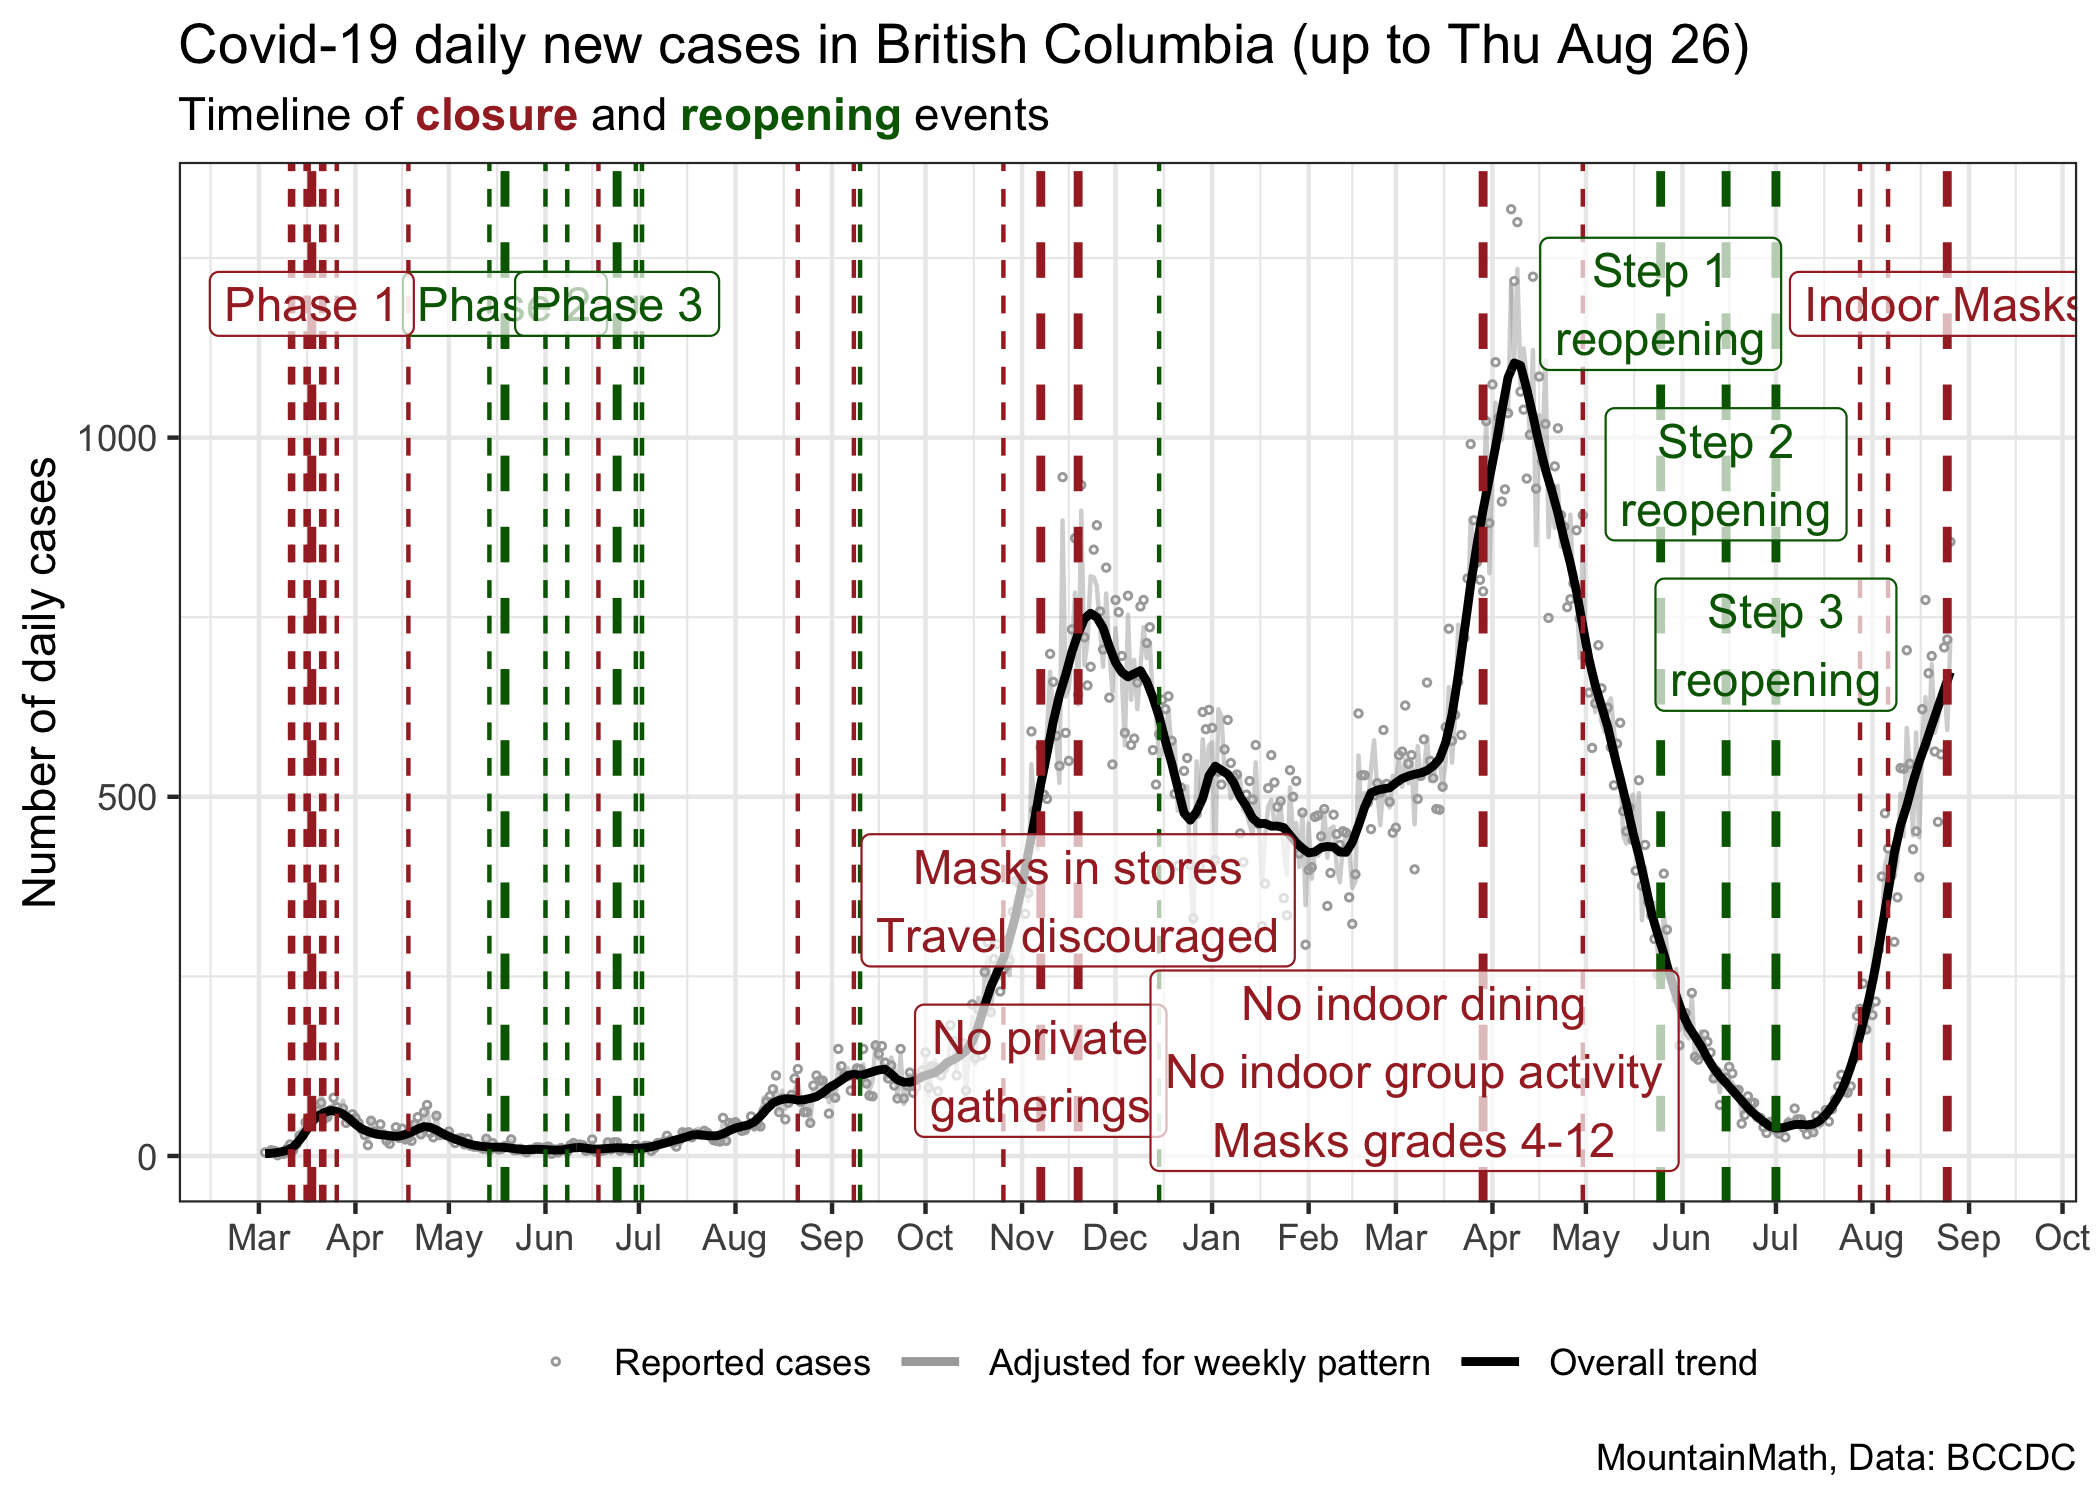 Covid-19 daily new cases in British Columbia (up to Thu Aug 26)
Timeline of closure and reopening events
Number of daily cases
1000
500
0
Phase 1
Phase 2
Phase 3
Step 1
reopening
Indoor Masks
Step 2
reopening
Step 3
reopening
Masks in stores
Travel discouraged
No private
gatherings
No indoor dining
No indoor group activity
Masks grades 4-12
Mar Apr May Jun Jul Aug Sep Oct Nov Dec Jan Feb Mar Apr May Jun Jul Aug Sep Oct
Reported cases Adjusted for weekly pattern Overall trend
MountainMath, Data: BCCDC